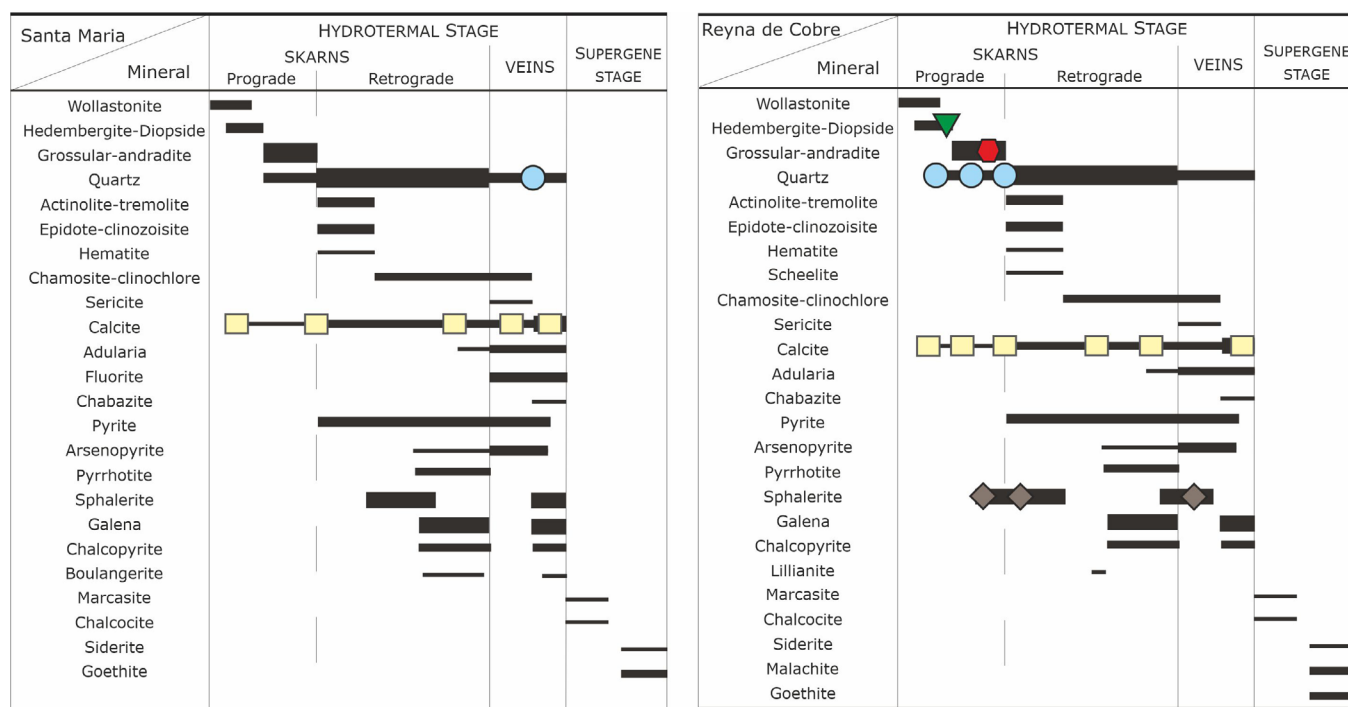 Santa Maria
Mineral
HYDROTERMAL STAGE
SKARNS
Prograde
Retrograde
VEINS
SUPERGENE
STAGE
Wollastonite
Hedembergite-Diopside
Grossular-andradite
Quartz
Actinolite-tremolite
Epidote-clinozoisite
Hematite
Chamosite-clinochlore
Sericite
Calcite
Adularia
Fluorite
Chabazite
Pyrite
Arsenopyrite
Pyrrhotite
Sphalerite
Galena
Chalcopyrite
Boulangerite
Marcasite
Chalcocite
Siderite
Goethite
Reyna de Cobre
Mineral
HYDROTERMAL STAGE
SKARNS
Prograde
Retrograde
VEINS
SUPERGENE
STAGE
Wollastonite
Hedembergite-Diopside
Grossular-andradite
Quartz
Actinolite-tremolite
Epidote-clinozoisite
Hematite
Scheelite
Chamosite-clinochlore
Sericite
Calcite
Adularia
Chabazite
Pyrite
Arsenopyrite
Pyrrhotite
Sphalerite
Galena
Chalcopyrite
Lillianite
Marcasite
Chalcocite
Siderite
Malachite
Goethite